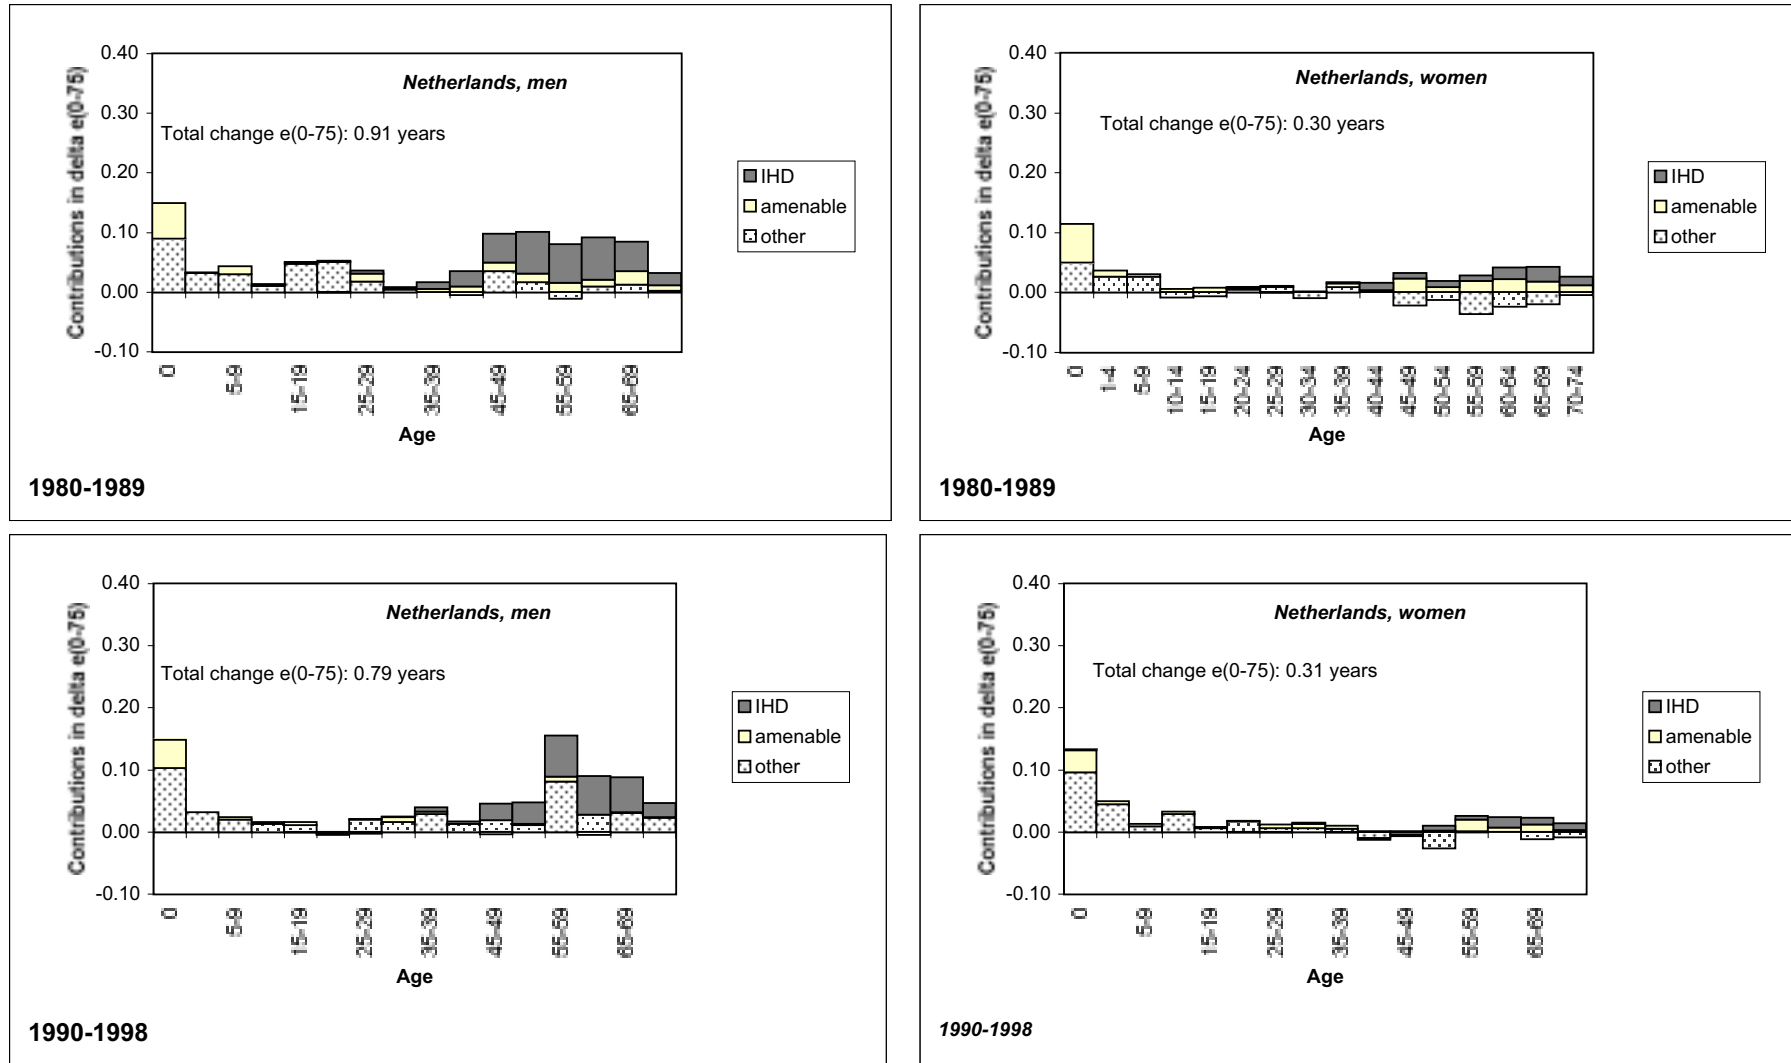 0.40
Netherlands, men
0.30
Total change e(0-75): 0.91 years
0.20
IHD
amenable
0.10
other
0.00
-0.10
Contributions in delta e(0-75)
0
5-9
15-19
25-29
35-39
45-49
55-59
65-69
Age
1980-1989
0.40
Netherlands, women
0.30
Total change e(0-75): 0.30 years
0.20
IHD
amenable
0.10
other
0.00
-0.10
Contributions in delta e(0-75)
0
1-4
5-9
10-14
15-19
20-24
25-29
30-34
35-39
40-44
45-49
50-54
55-59
60-64
65-69
70-74
Age
1980-1989
0.40
Netherlands, men
0.30
Total change e(0-75): 0.79 years
0.20
IHD
amenable
0.10
other
0.00
-0.10
Contributions in delta e(0-75)
0
5-9
15-19
25-29
35-39
45-49
55-59
65-69
Age
1990-1998
0.40
Netherlands, women
0.30
Total change e(0-75): 0.31 years
0.20
IHD
amenable
0.10
other
0.00
-0.10
Contributions in delta e(0-75)
0
5-9
15-19
25-29
35-39
45-49
55-59
65-69
Age
1990-1998